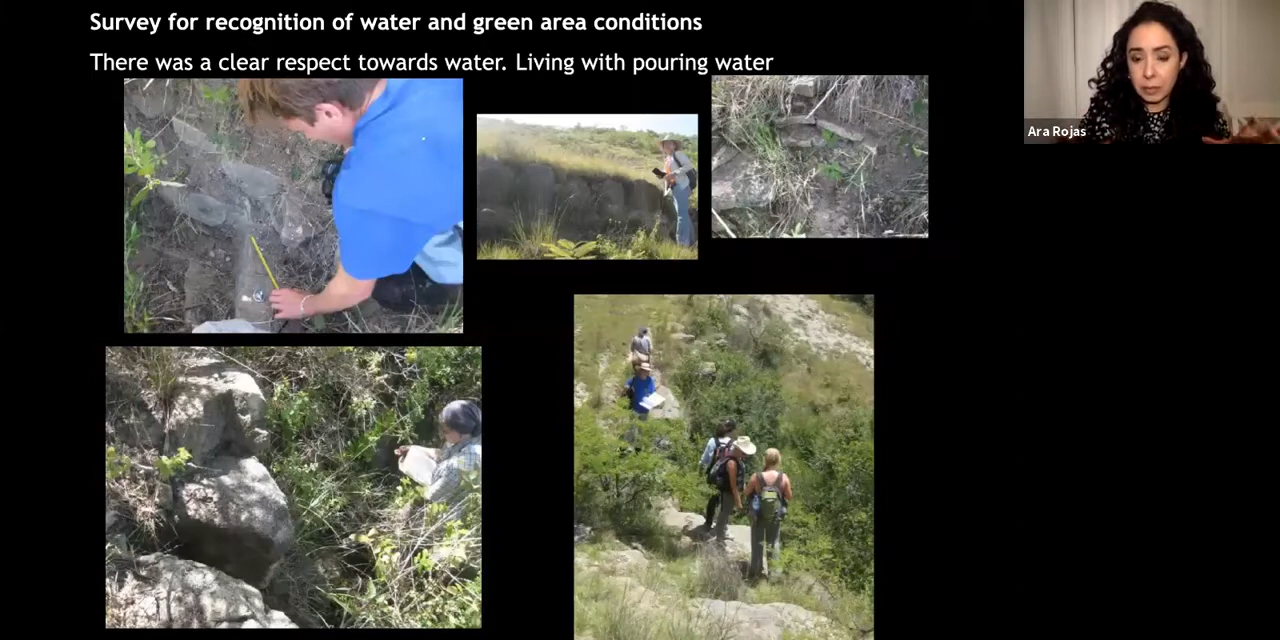 Survey for recognition of water and green area conditions
There was a clear respect towards water. Living with pouring water
Ara Rojas